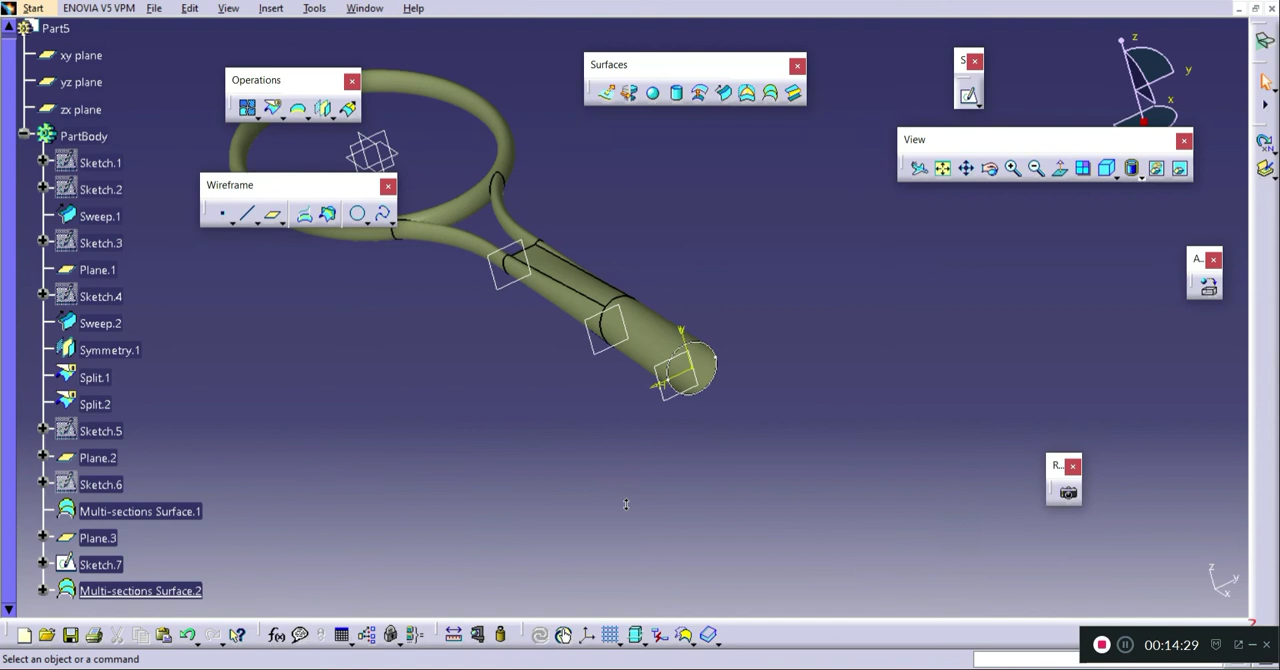 Start ENOVIA V5 VPM File Edit View Insert Tools Window Help
Part5
xy plane
yz plane
zx plane
PartBody
Sketch.1
Sketch.2
Sweep.1
Sketch.3
Plane.1
Sketch.4
Sweep.2
Symmetry.1
Split.1
Split.2
Sketch.5
Plane.2
Sketch.6
Multi-sections Surface.1
Plane.3
Sketch.7
Multi-sections Surface.2
Operations
Wireframe
Surfaces
S
View
A..
R...
z
y
x
z
y
x
f(x)
00:14:29
Select an object or a command